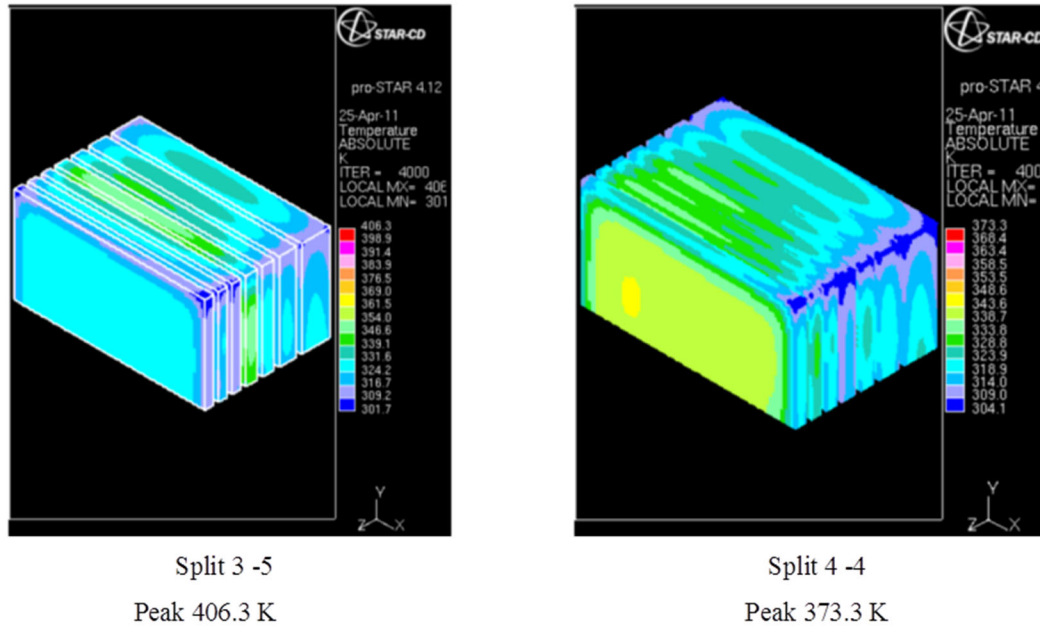 STAR-CD
pro-STAR 4.12
25-Apr-11
Temperature
ABSOLUTE
K
ITER = 4000
LOCAL MX= 406
LOCAL MN= 301
406.3
398.9
391.4
383.9
376.5
369.0
361.5
354.0
346.6
339.1
331.6
324.2
316.7
309.2
301.7
Y
Z
X
Split 3 -5
Peak 406.3 K
STAR-CD
pro-STAR 4
25-Apr-11
Temperature
ABSOLUTE
K
ITER = 400
LOCAL MX=
LOCAL MN=
373.3
368.4
363.4
358.5
353.5
348.6
343.6
338.7
333.8
328.8
323.9
318.9
314.0
309.0
304.1
Y
Z
X
Split 4 -4
Peak 373.3 K